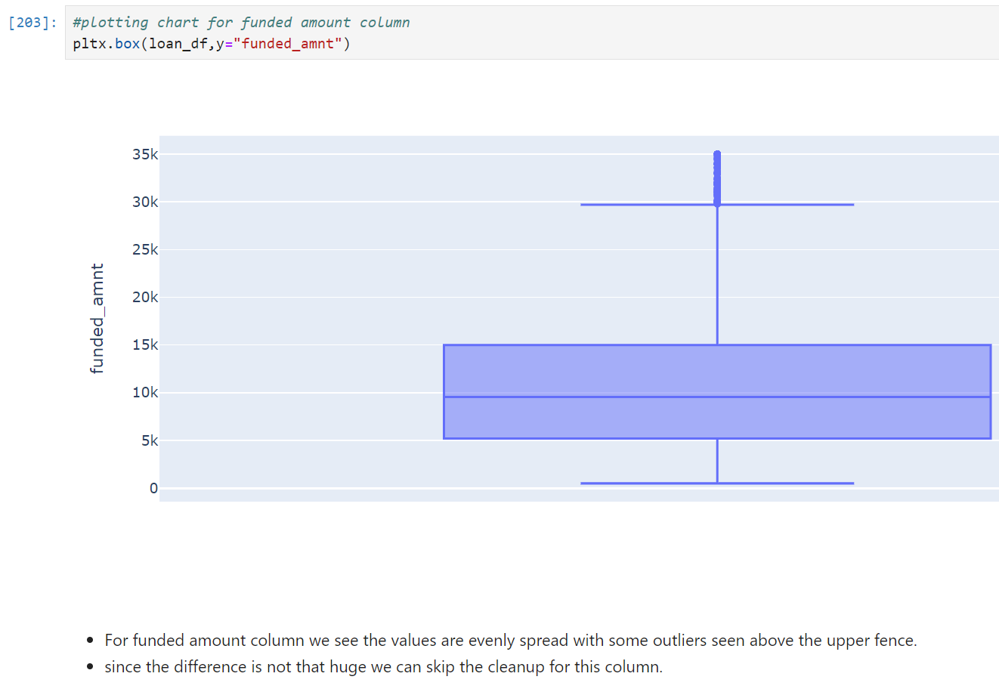 [203]: #plotting chart for funded amount column
pltx.box(loan_df,y="funded_amnt")
35k
30k
25k
20k
15k
10k
5k
0
funded_amnt
• For funded amount column we see the values are evenly spread with some outliers seen above the upper fence.
• since the difference is not that huge we can skip the cleanup for this column.